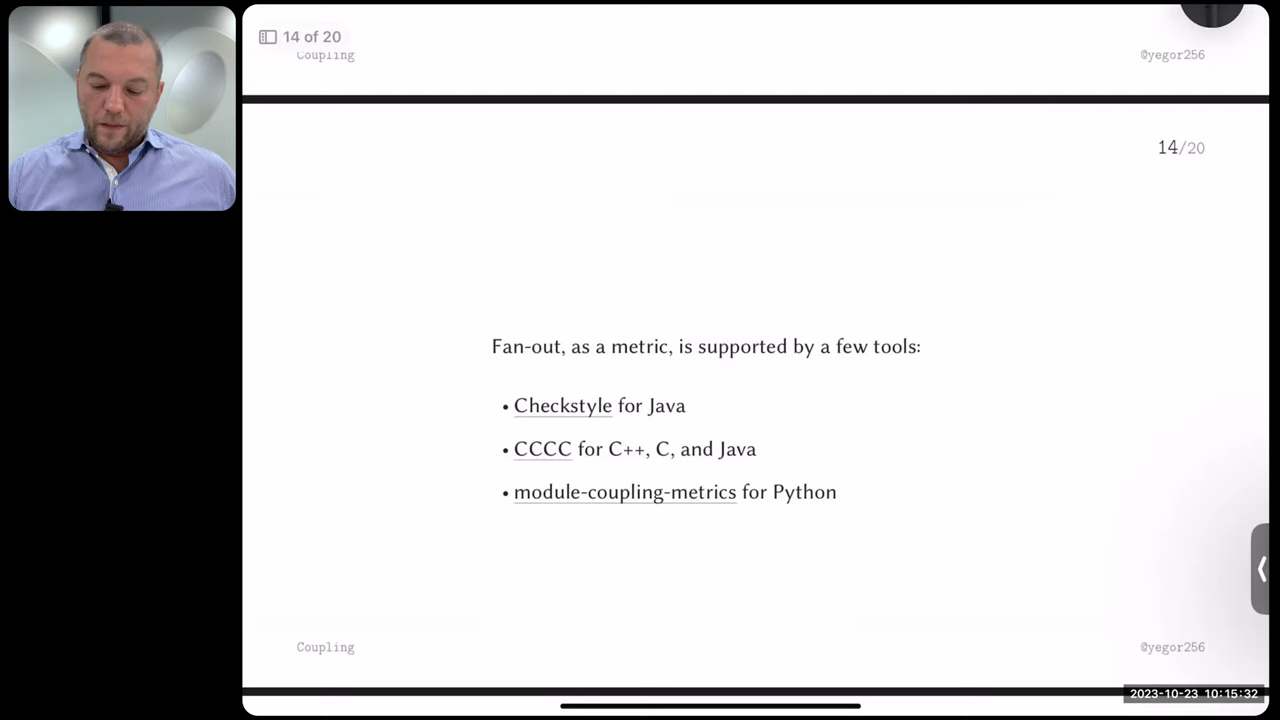 14 of 20
Coupling
@yegor256
14/20
Fan-out, as a metric, is supported by a few tools:
• Checkstyle for Java
• CCCC for C++, C, and Java
• module-coupling-metrics for Python
Coupling
@yegor256
2023-10-23 10:15:32